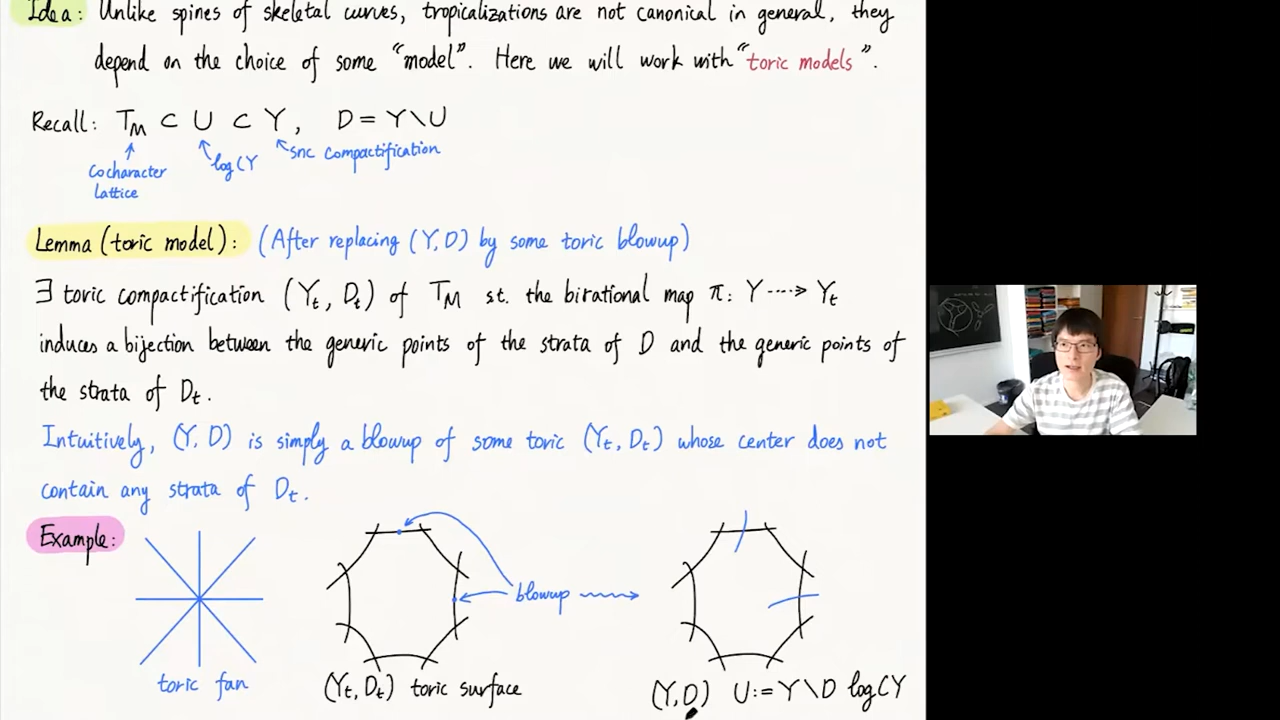 Idea: Unlike spines of skeletal curves, tropicalizations are not canonical in general, they
depend on the choice of some "model". Here we will work with "toric models".
Recall: T_M ⊂ U ⊂ Y, D = Y\U
Cocharacter lattice
log CY
snc compactification
Lemma (toric model): (After replacing (Y, D) by some toric blowup)
∃ toric compactification (Y_t, D_t) of T_M st. the birational map π: Y ⇢ Y_t
induces a bijection between the generic points of the strata of D and the generic points of
the strata of D_t.
Intuitively, (Y, D) is simply a blowup of some toric (Y_t, D_t) whose center does not
contain any strata of D_t.
Example:
blowup
toric fan
(Y_t, D_t) toric surface
(Y, D) U := Y\D log CY